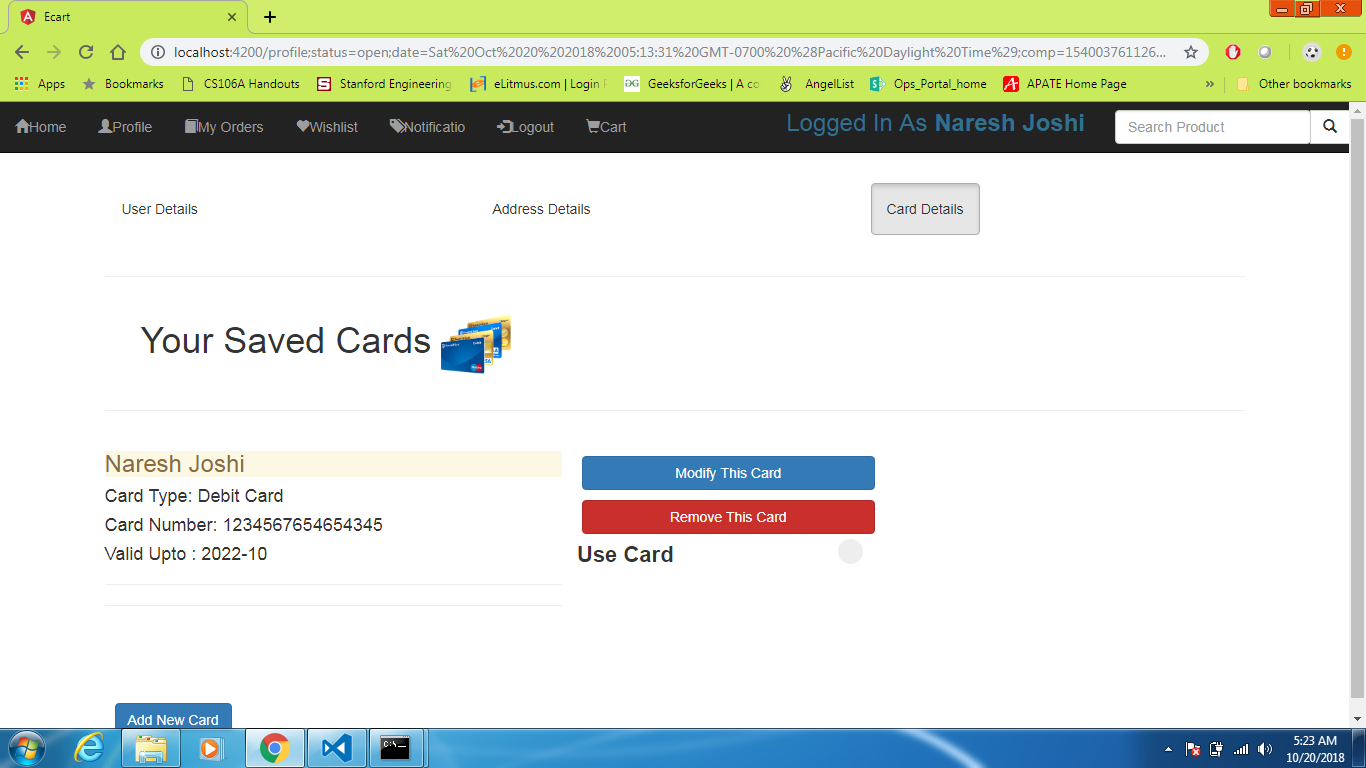 Ecart
localhost:4200/profile;status=open;date=Sat%20Oct%2020%202018%2005:13:31%20GMT-0700%20%28Pacific%20Daylight%20Time%29;comp=154003761126...
Apps Bookmarks CS106A Handouts Stanford Engineering eLitmus.com | Login GeeksforGeeks | A co AngelList Ops_Portal_home APATE Home Page » Other bookmarks
Home Profile My Orders Wishlist Notificatio Logout Cart Logged In As Naresh Joshi Search Product
User Details Address Details Card Details
Your Saved Cards
Naresh Joshi
Modify This Card
Card Type: Debit Card
Remove This Card
Card Number: 1234567654654345
Valid Upto : 2022-10
Use Card
Add New Card
5:23 AM
10/20/2018